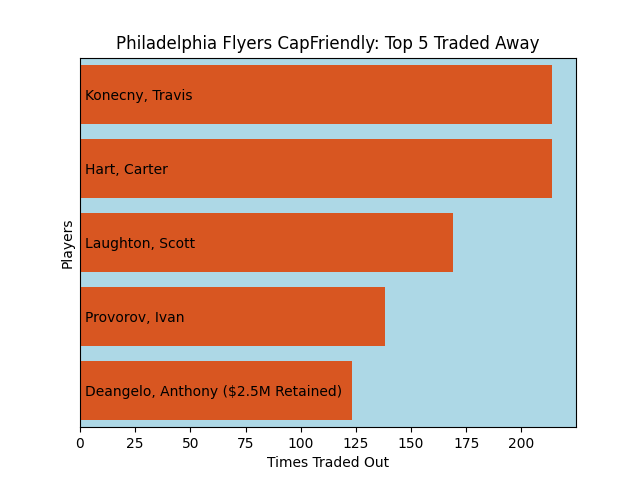 Philadelphia Flyers CapFriendly: Top 5 Traded Away
Konecny, Travis
Hart, Carter
Laughton, Scott
Provorov, Ivan
Deangelo, Anthony ($2.5M Retained)
Players
0 25 50 75 100 125 150 175 200
Times Traded Out